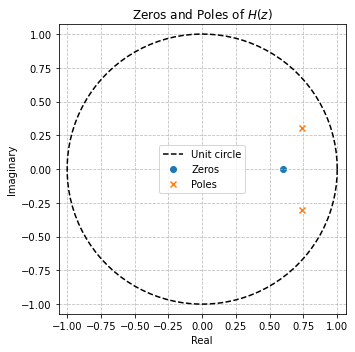 Zeros and Poles of H(z)
1.00
0.75
0.50
0.25
0.00
−0.25
−0.50
−0.75
−1.00
Imaginary
Unit circle
Zeros
Poles
−1.00 −0.75 −0.50 −0.25 0.00 0.25 0.50 0.75 1.00
Real